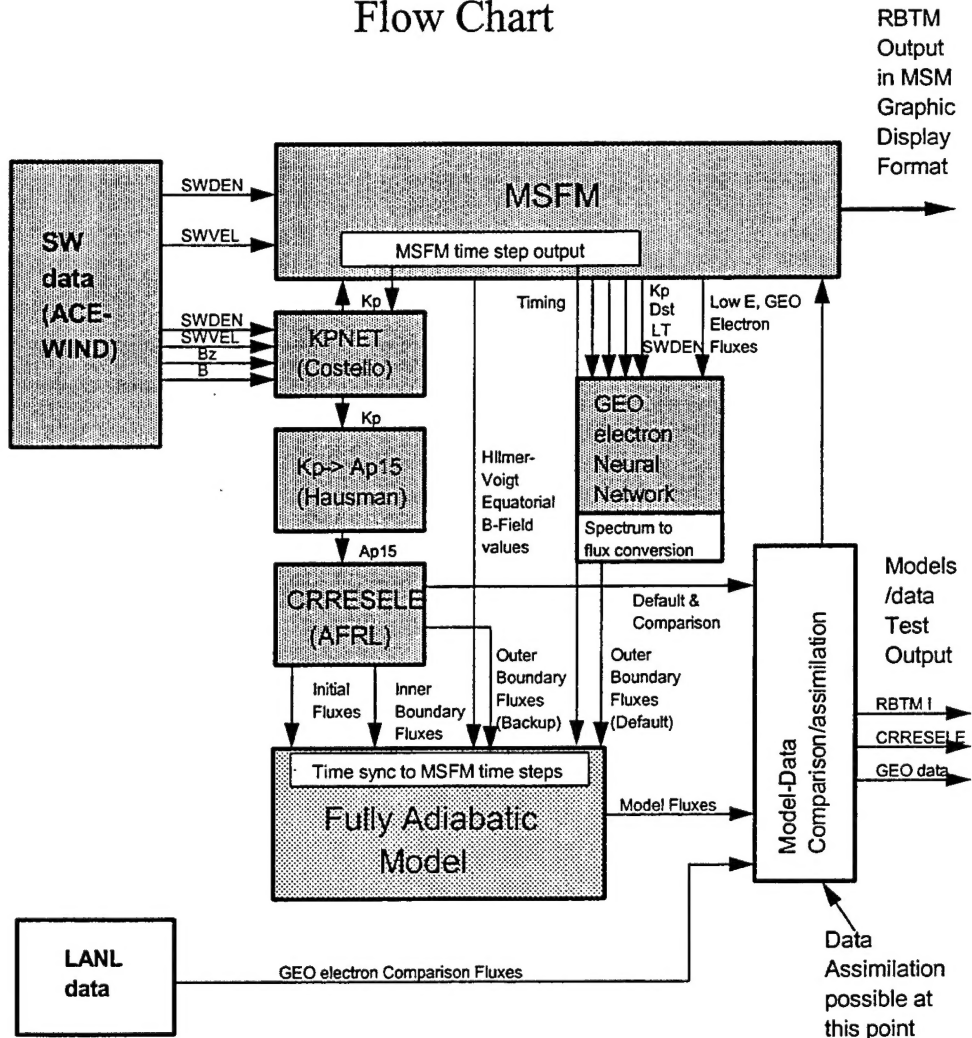 Flow Chart
RBTM
Output
in MSM
Graphic
Display
Format
SW
data
(ACE-
WIND)
SWDEN
SWVEL
SWDEN
SWVEL
Bz
B
MSFM
MSFM time step output
Kp
KPNET
(Costello)
Kp
Kp-> Ap15
(Hausman)
Ap15
CRRESELE
(AFRL)
Timing
Kp
Dst
LT
SWDEN
Low E, GEO
Electron
Fluxes
GEO
electron
Neural
Network
Spectrum to
flux conversion
Hilmer-
Voigt
Equatorial
B-Field
values
Default &
Comparison
Initial
Fluxes
Inner
Boundary
Fluxes
Outer
Boundary
Fluxes
(Backup)
Outer
Boundary
Fluxes
(Default)
Time sync to MSFM time steps
Fully Adiabatic
Model
Model Fluxes
Model-Data
Comparison/assimilation
Models
/data
Test
Output
RBTM I
CRRESELE
GEO data
LANL
data
GEO electron Comparison Fluxes
Data
Assimilation
possible at
this point